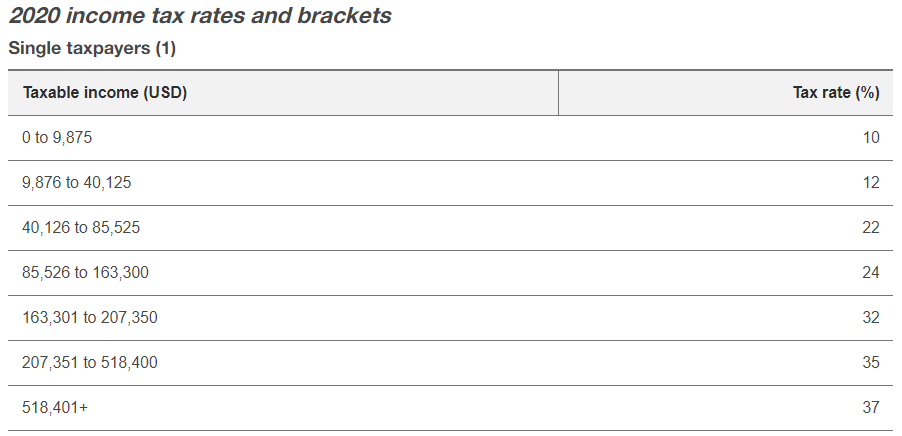 2020 income tax rates and brackets
Single taxpayers (1)
Taxable income (USD) Tax rate (%)
0 to 9,875 10
9,876 to 40,125 12
40,126 to 85,525 22
85,526 to 163,300 24
163,301 to 207,350 32
207,351 to 518,400 35
518,401+ 37